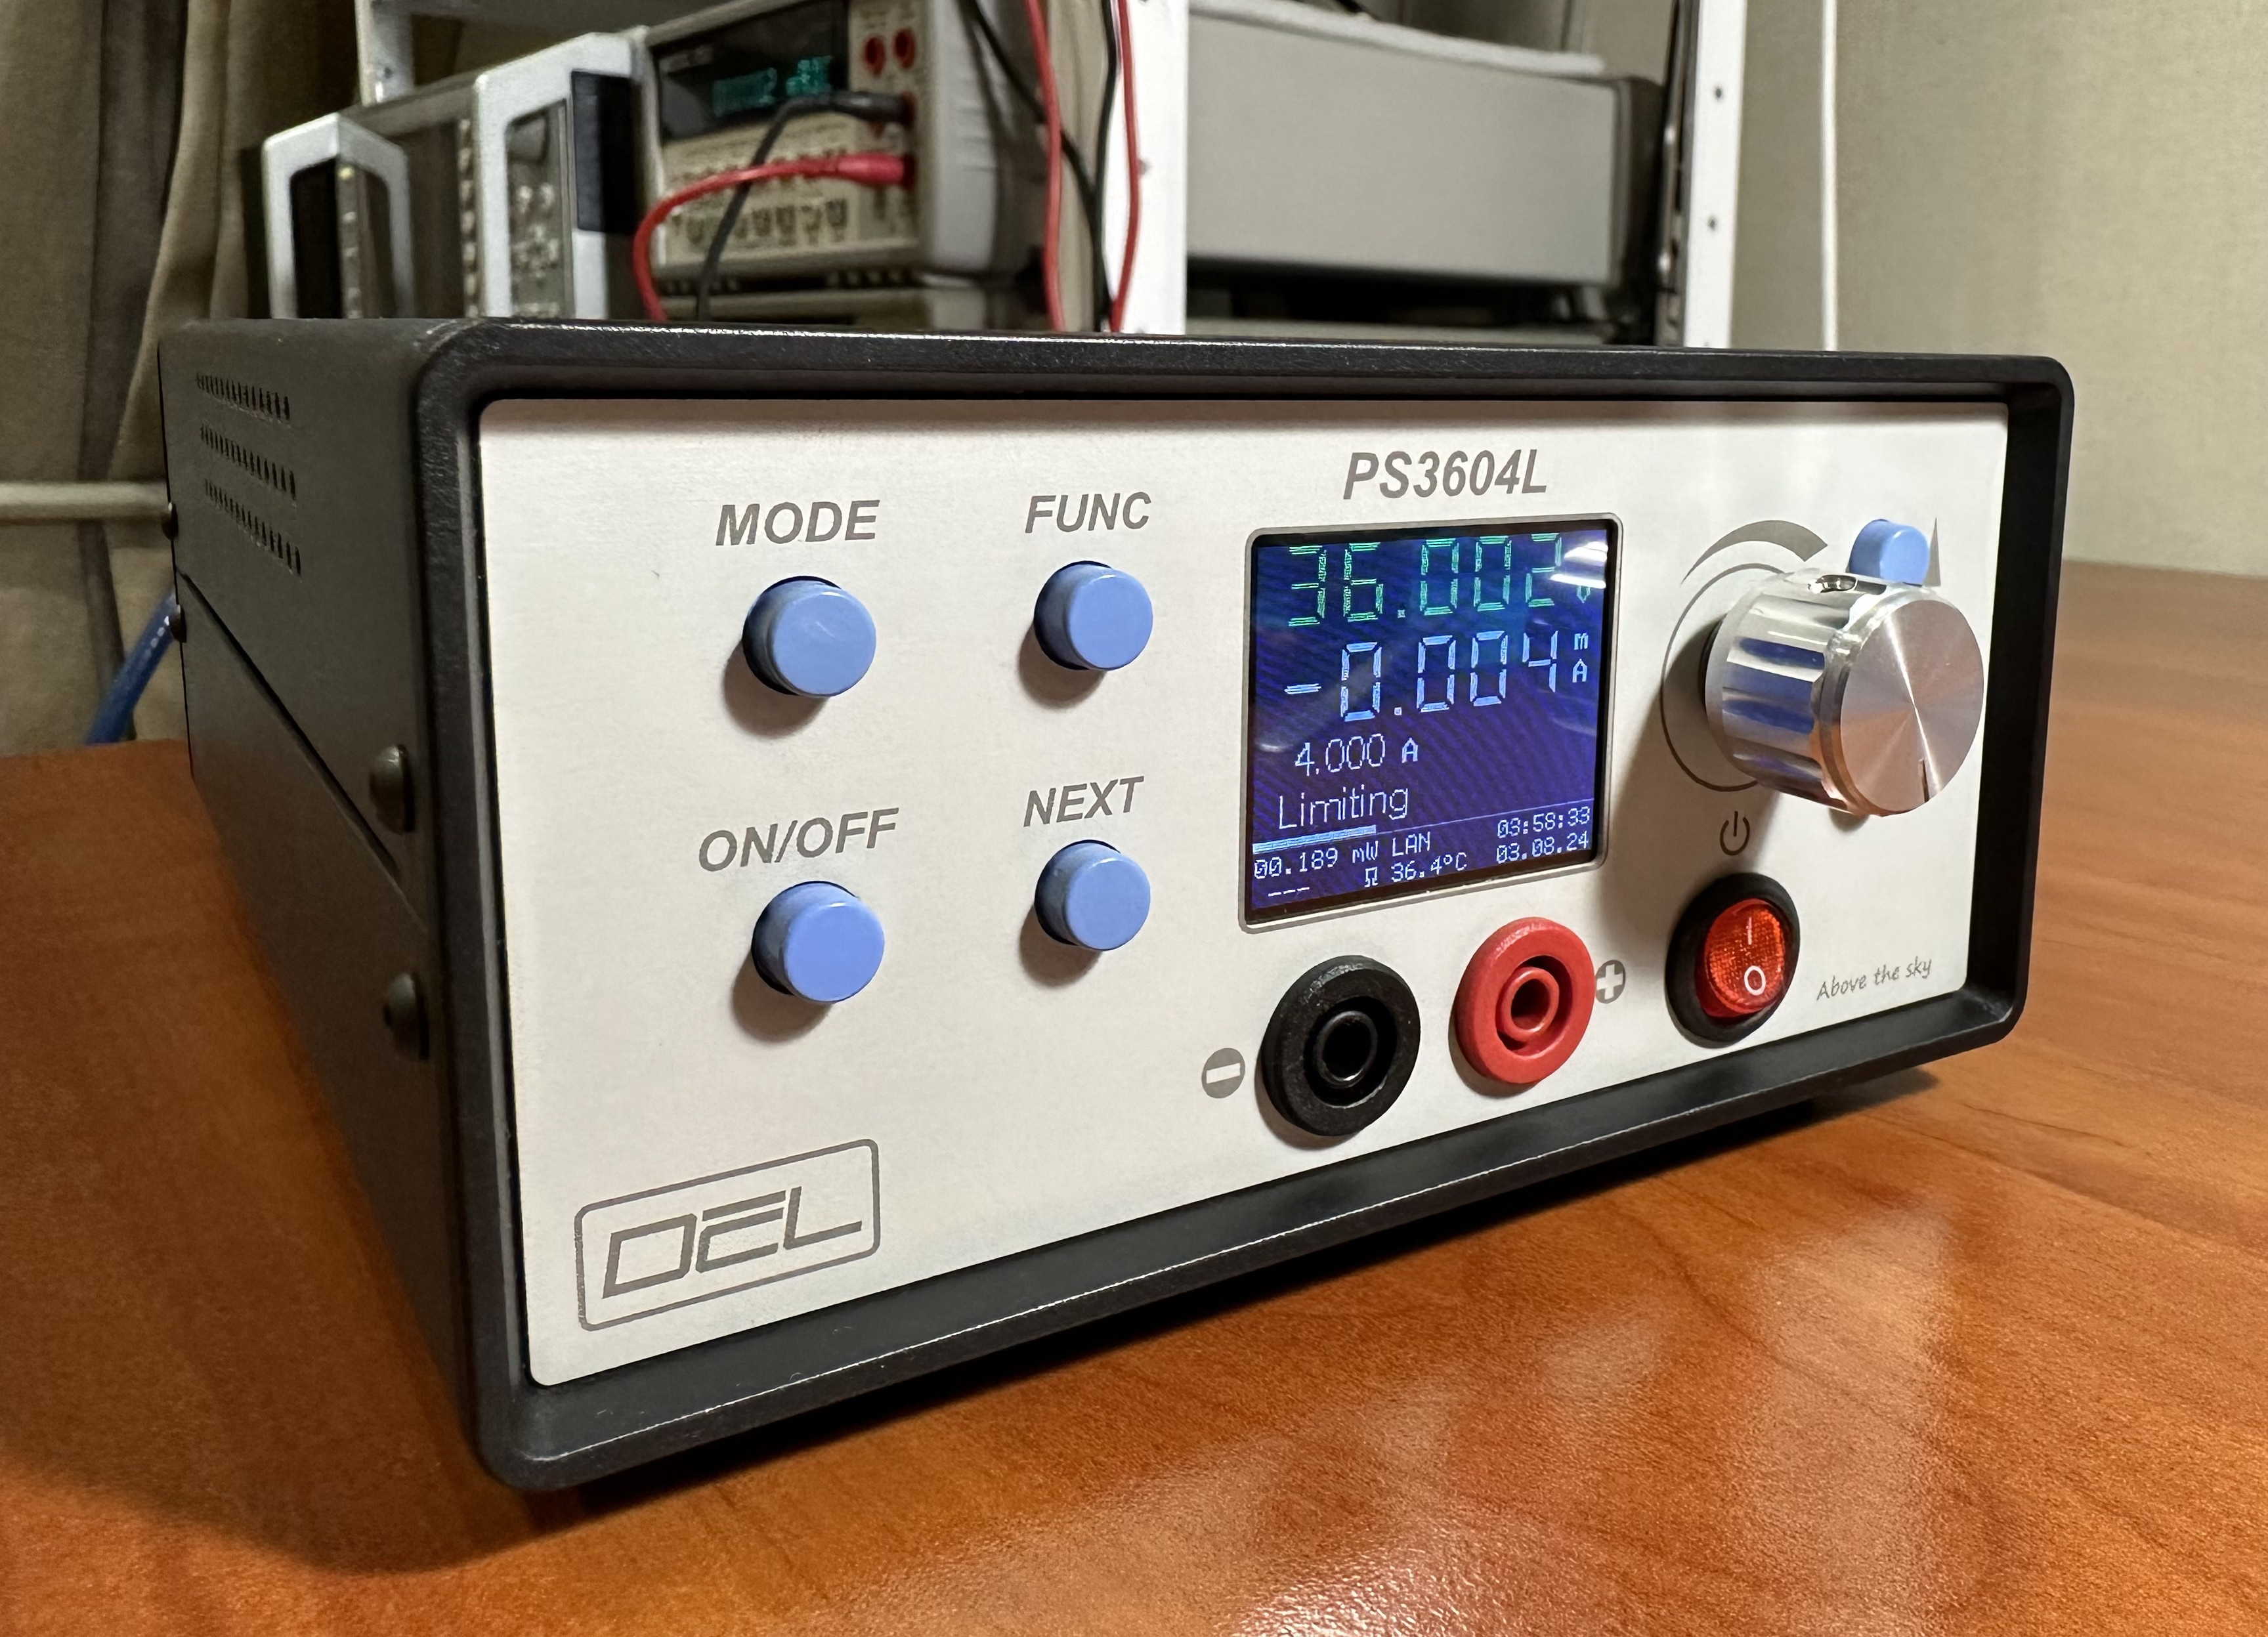 PS3604L
MODE
FUNC
ON/OFF
NEXT
36.002 V
-0.004 mA
4.000 A
Limiting
00.189 mW LAN 03:58:33
--- Ω 36.4°C 03.08.24
Above the sky
DEL